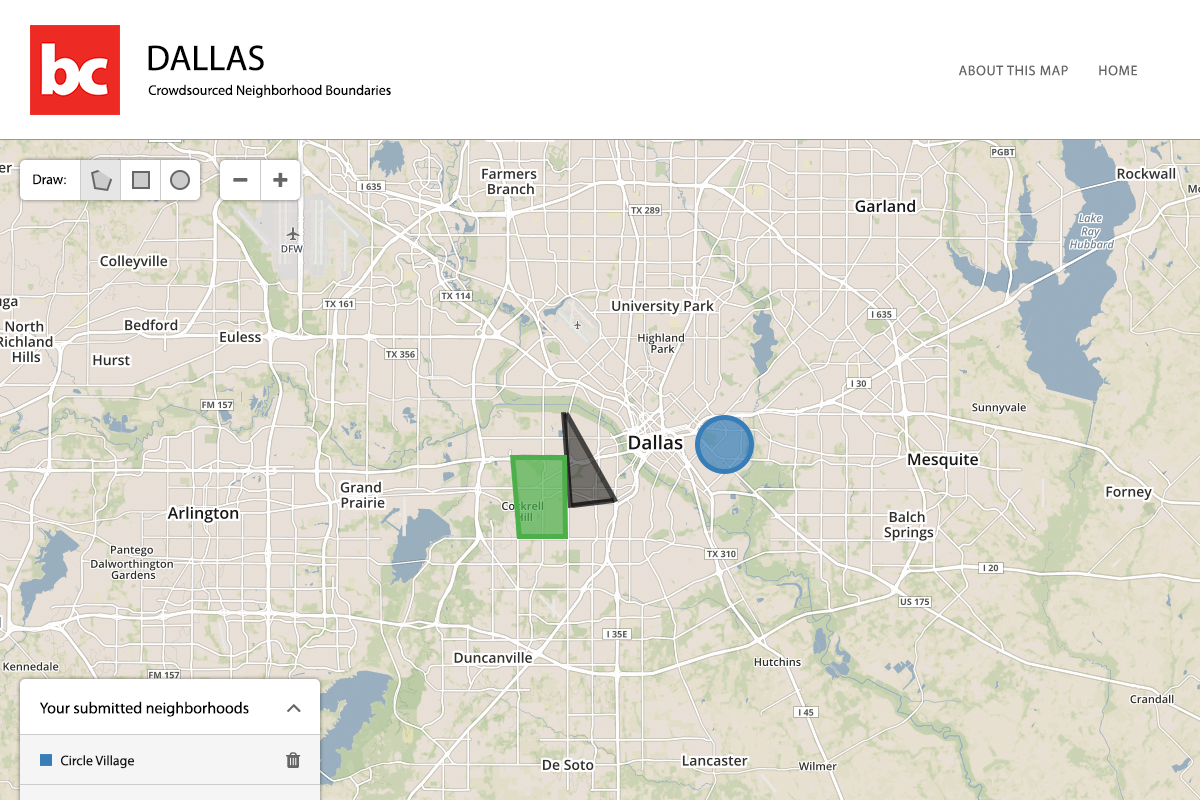 bc
DALLAS
Crowdsourced Neighborhood Boundaries
ABOUT THIS MAP
HOME
Draw:
I 635
Farmers
Branch
PGBT
Rockwall
TX 289
Garland
Lake
Ray
Hubbard
DFW
Colleyville
TX 114
TX 161
University Park
I 635
North
Richland
Hills
Bedford
Euless
Highland
Park
Hurst
TX 356
I 30
FM 157
Sunnyvale
Dallas
Mesquite
Grand
Prairie
Forney
Arlington
Cockrell
Hill
Balch
Springs
Pantego
Dalworthington
Gardens
TX 310
I 20
US 175
I 35E
Duncanville
Hutchins
Kennedale
FM 157
Crandall
I 45
Your submitted neighborhoods
Circle Village
De Soto
Lancaster
Wilmer